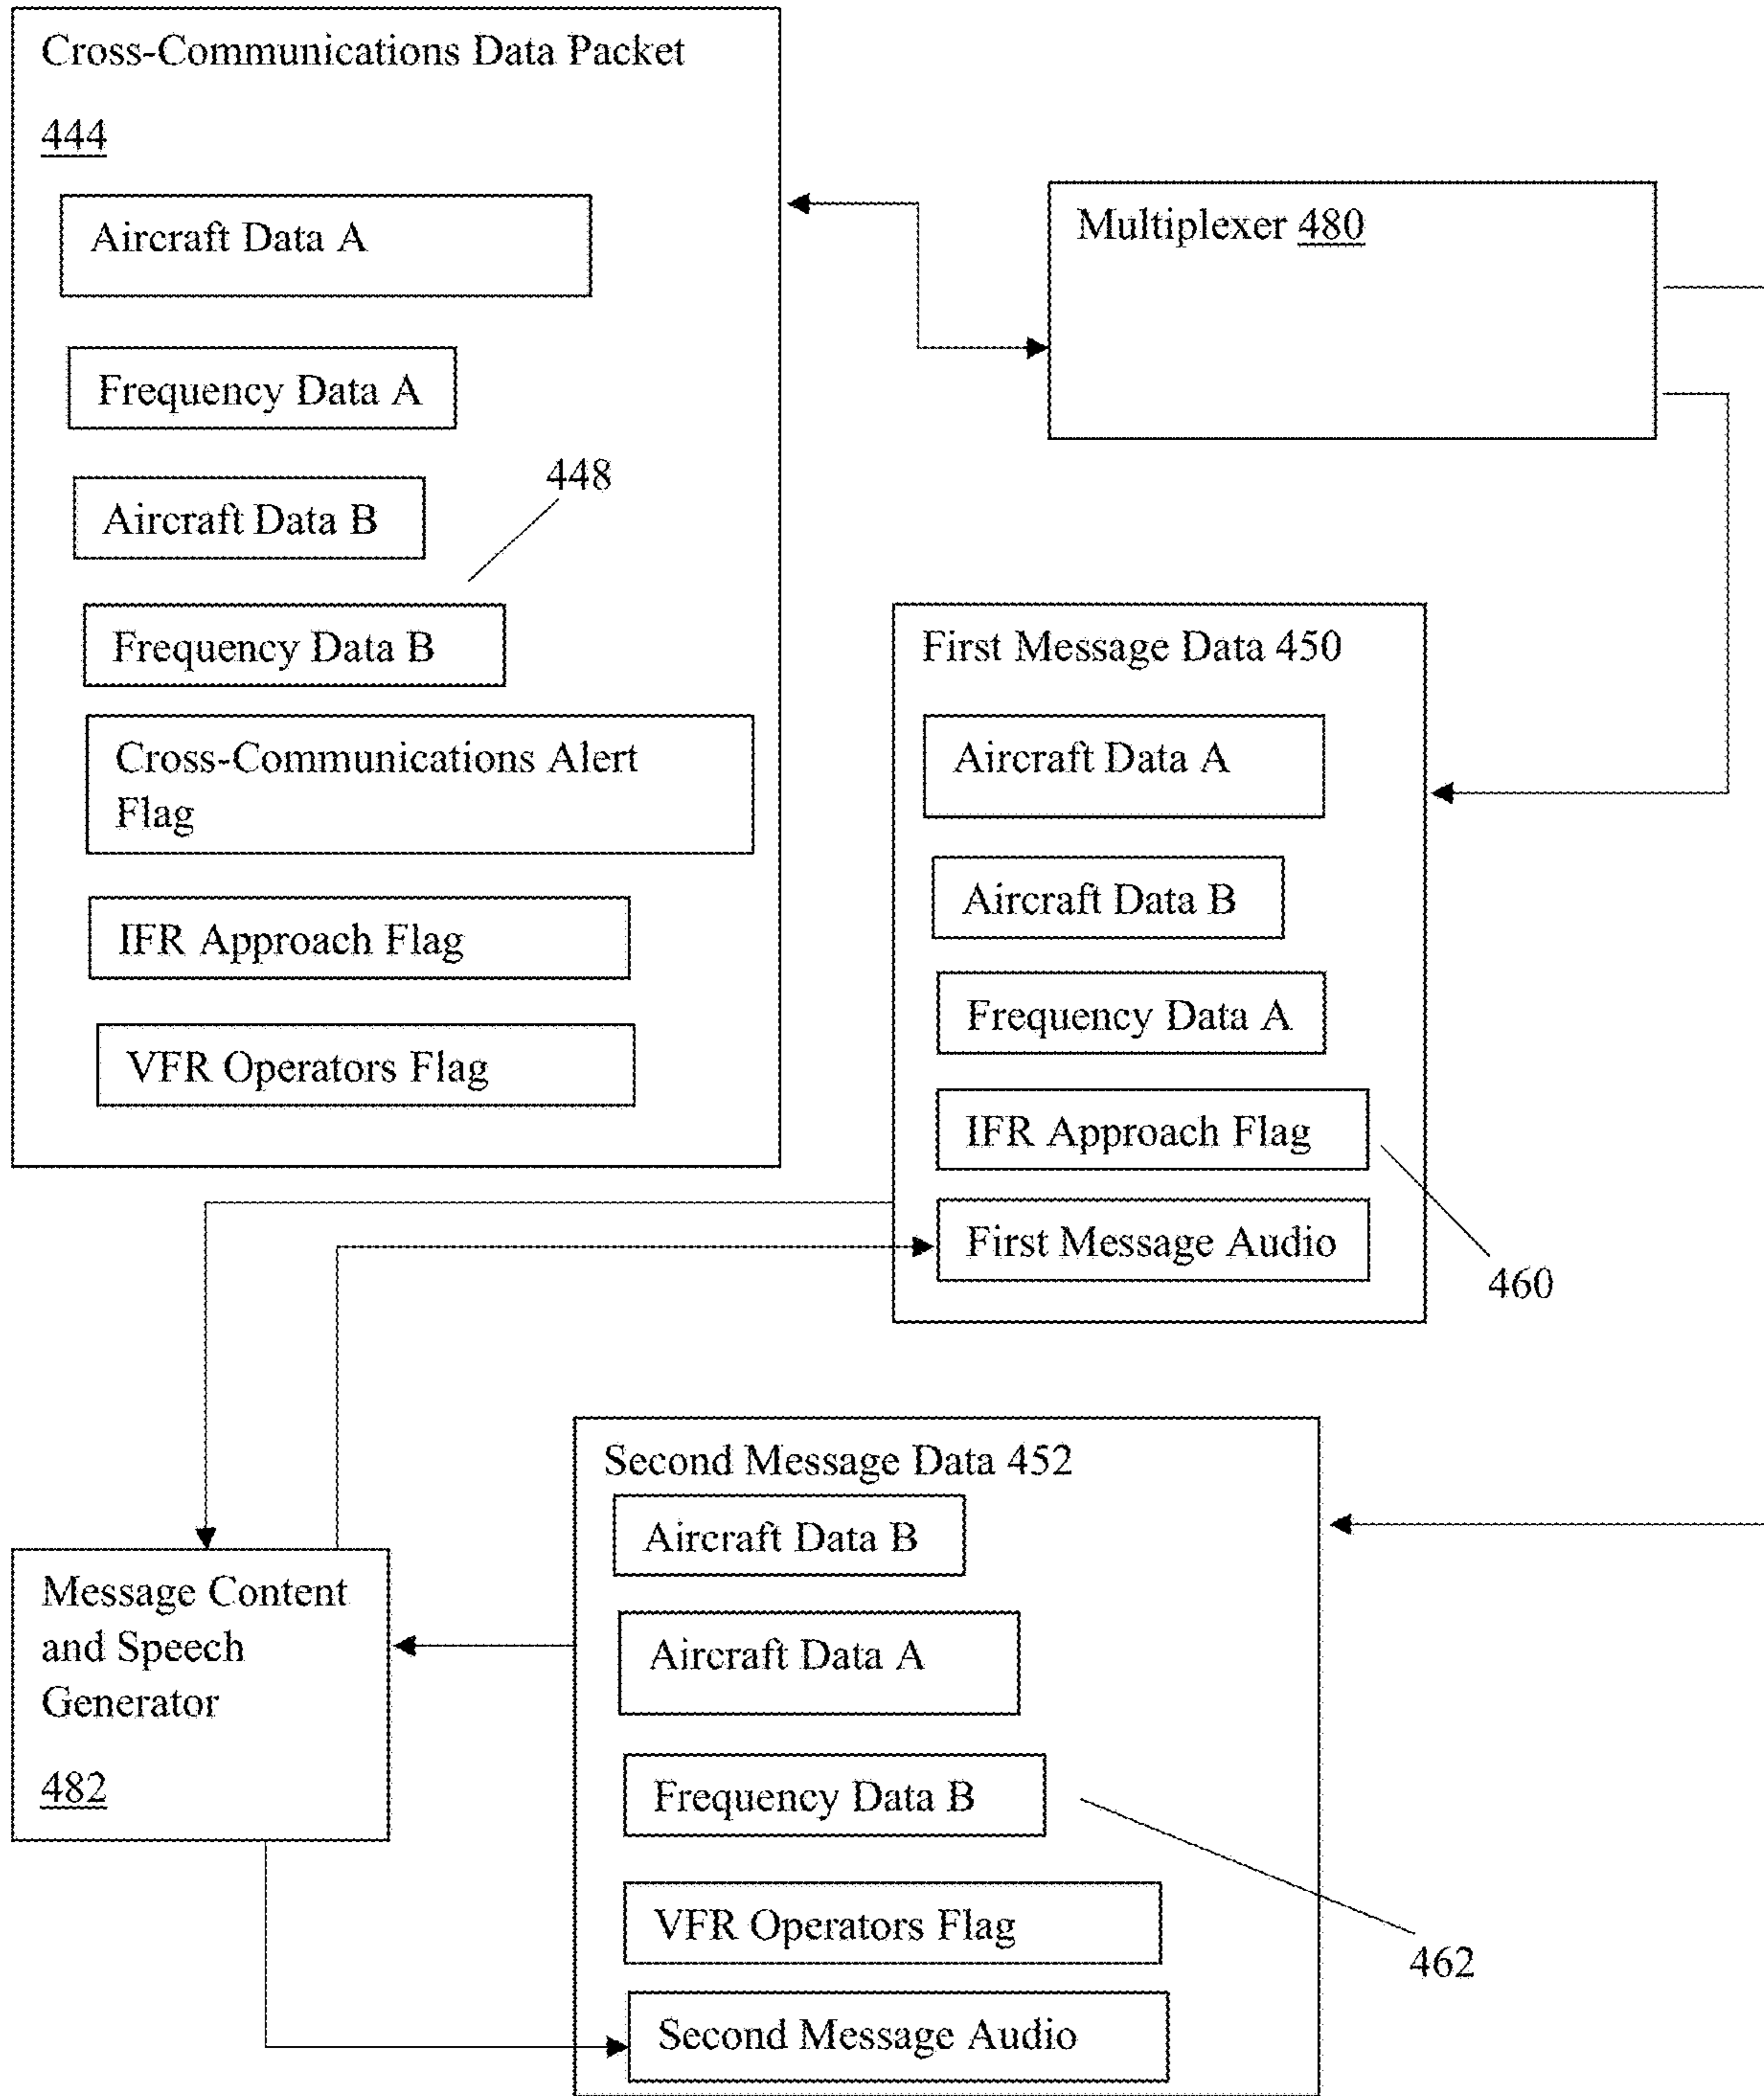 Cross-Communications Data Packet
444
Aircraft Data A
Frequency Data A
Aircraft Data B
448
Frequency Data B
Cross-Communications Alert
Flag
IFR Approach Flag
VFR Operators Flag
Multiplexer 480
First Message Data 450
Aircraft Data A
Aircraft Data B
Frequency Data A
IFR Approach Flag
First Message Audio
460
Message Content
and Speech
Generator
482
Second Message Data 452
Aircraft Data B
Aircraft Data A
Frequency Data B
VFR Operators Flag
462
Second Message Audio